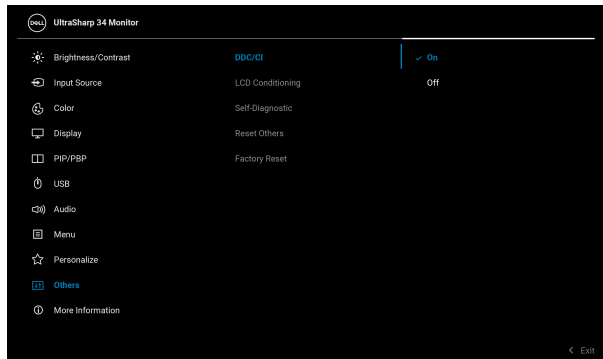 DELL UltraSharp 34 Monitor
Brightness/Contrast DDC/CI ✓ On
Input Source LCD Conditioning Off
Color Self-Diagnostic
Display Reset Others
PIP/PBP Factory Reset
USB
Audio
Menu
Personalize
Others
More Information
< Exit